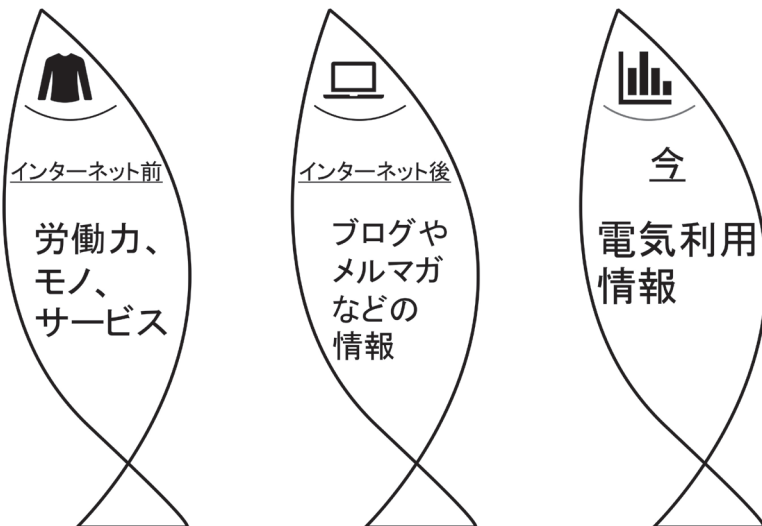 インターネット前
労働力、
モノ、
サービス
インターネット後
ブログや
メルマガ
などの
情報
今
電気利用
情報